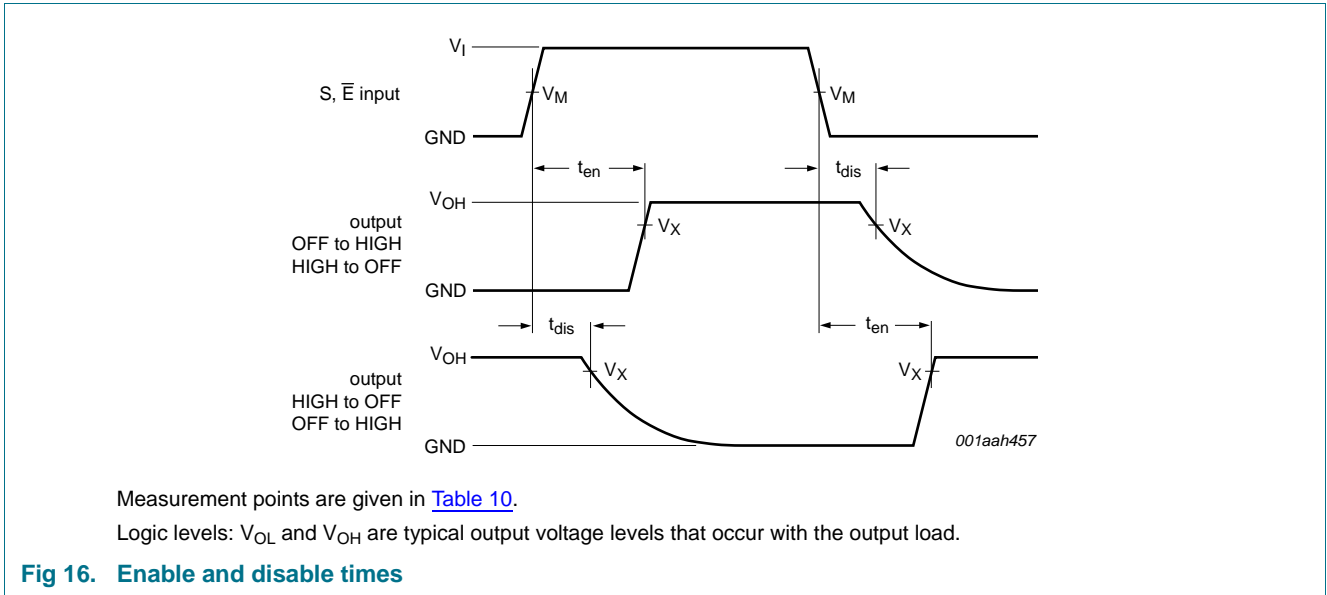 V_I
S, E̅ input
V_M
V_M
GND
t_en
t_dis
V_OH
output
OFF to HIGH
HIGH to OFF
V_X
V_X
GND
t_dis
t_en
V_OH
output
HIGH to OFF
OFF to HIGH
V_X
V_X
GND
001aah457
Measurement points are given in Table 10.
Logic levels: V_OL and V_OH are typical output voltage levels that occur with the output load.
Fig 16. Enable and disable times